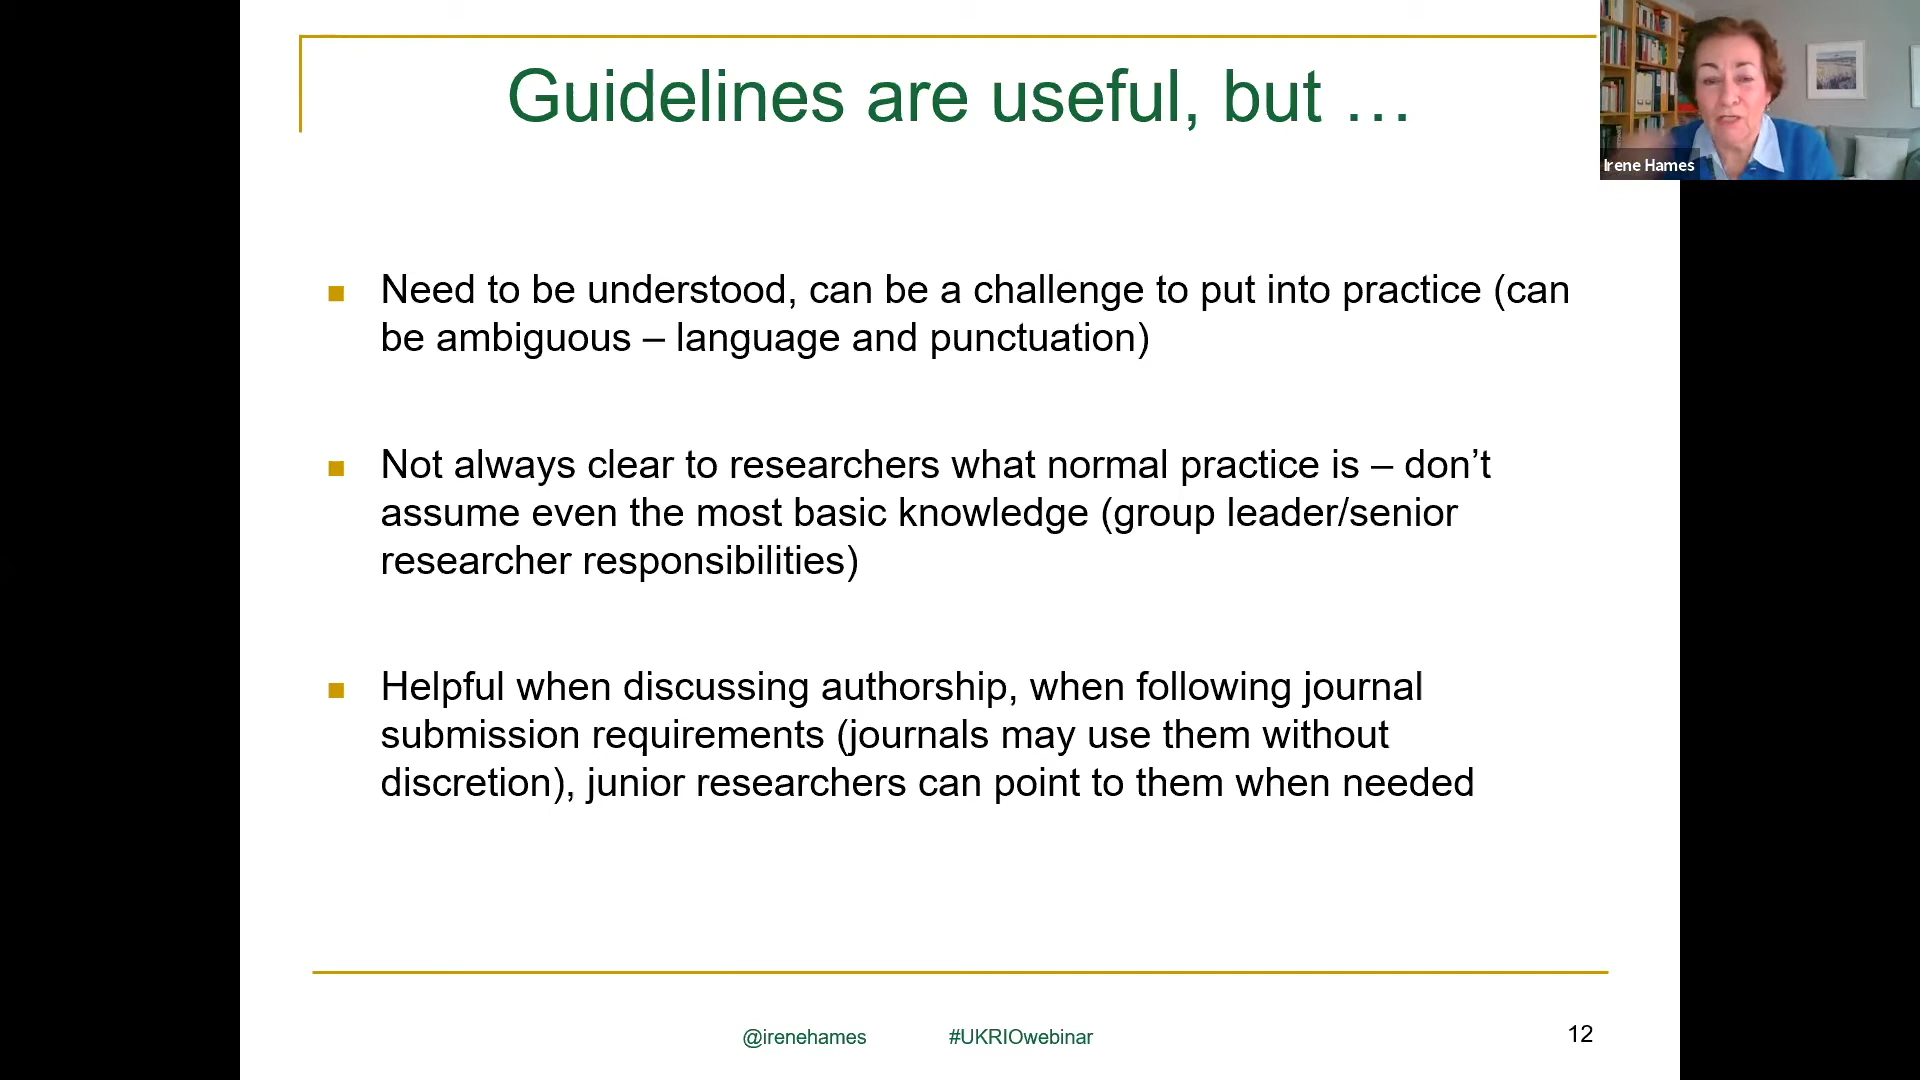 Guidelines are useful, but …
Irene Hames
Need to be understood, can be a challenge to put into practice (can
be ambiguous – language and punctuation)
Not always clear to researchers what normal practice is – don’t
assume even the most basic knowledge (group leader/senior
researcher responsibilities)
Helpful when discussing authorship, when following journal
submission requirements (journals may use them without
discretion), junior researchers can point to them when needed
@irenehames #UKRIOwebinar 12